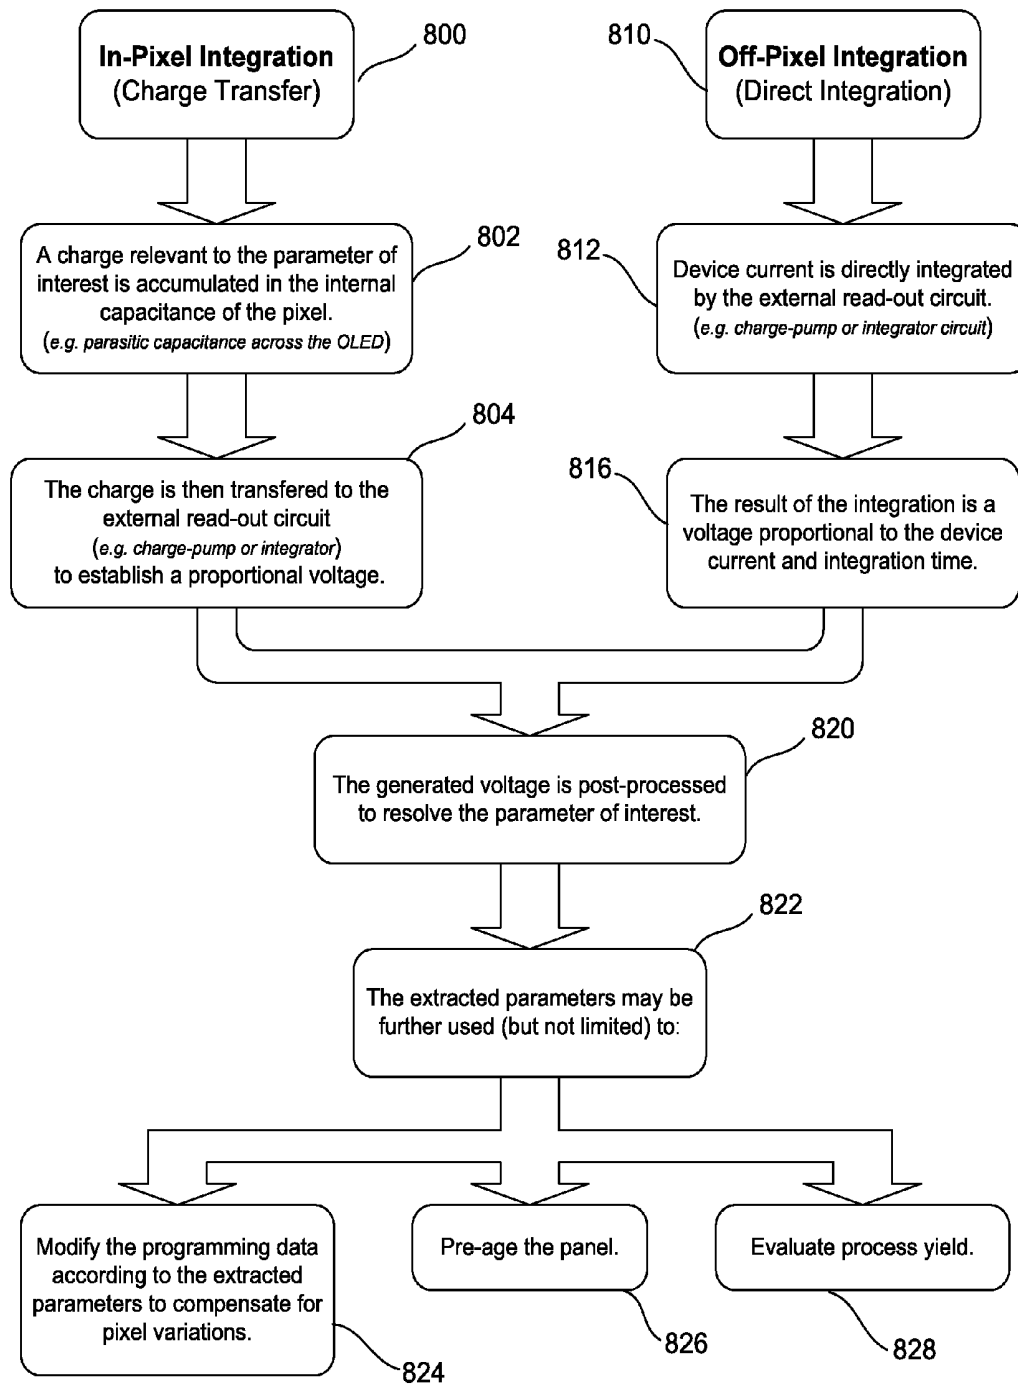 In-Pixel Integration
(Charge Transfer)
800
810
Off-Pixel Integration
(Direct Integration)
A charge relevant to the parameter of
interest is accumulated in the internal
capacitance of the pixel.
(e.g. parasitic capacitance across the OLED)
802
812
Device current is directly integrated
by the external read-out circuit.
(e.g. charge-pump or integrator circuit)
804
The charge is then transfered to the
external read-out circuit
(e.g. charge-pump or integrator)
to establish a proportional voltage.
816
The result of the integration is a
voltage proportional to the device
current and integration time.
820
The generated voltage is post-processed
to resolve the parameter of interest.
822
The extracted parameters may be
further used (but not limited) to:
Modify the programming data
according to the extracted
parameters to compensate for
pixel variations.
824
Pre-age the panel.
826
Evaluate process yield.
828